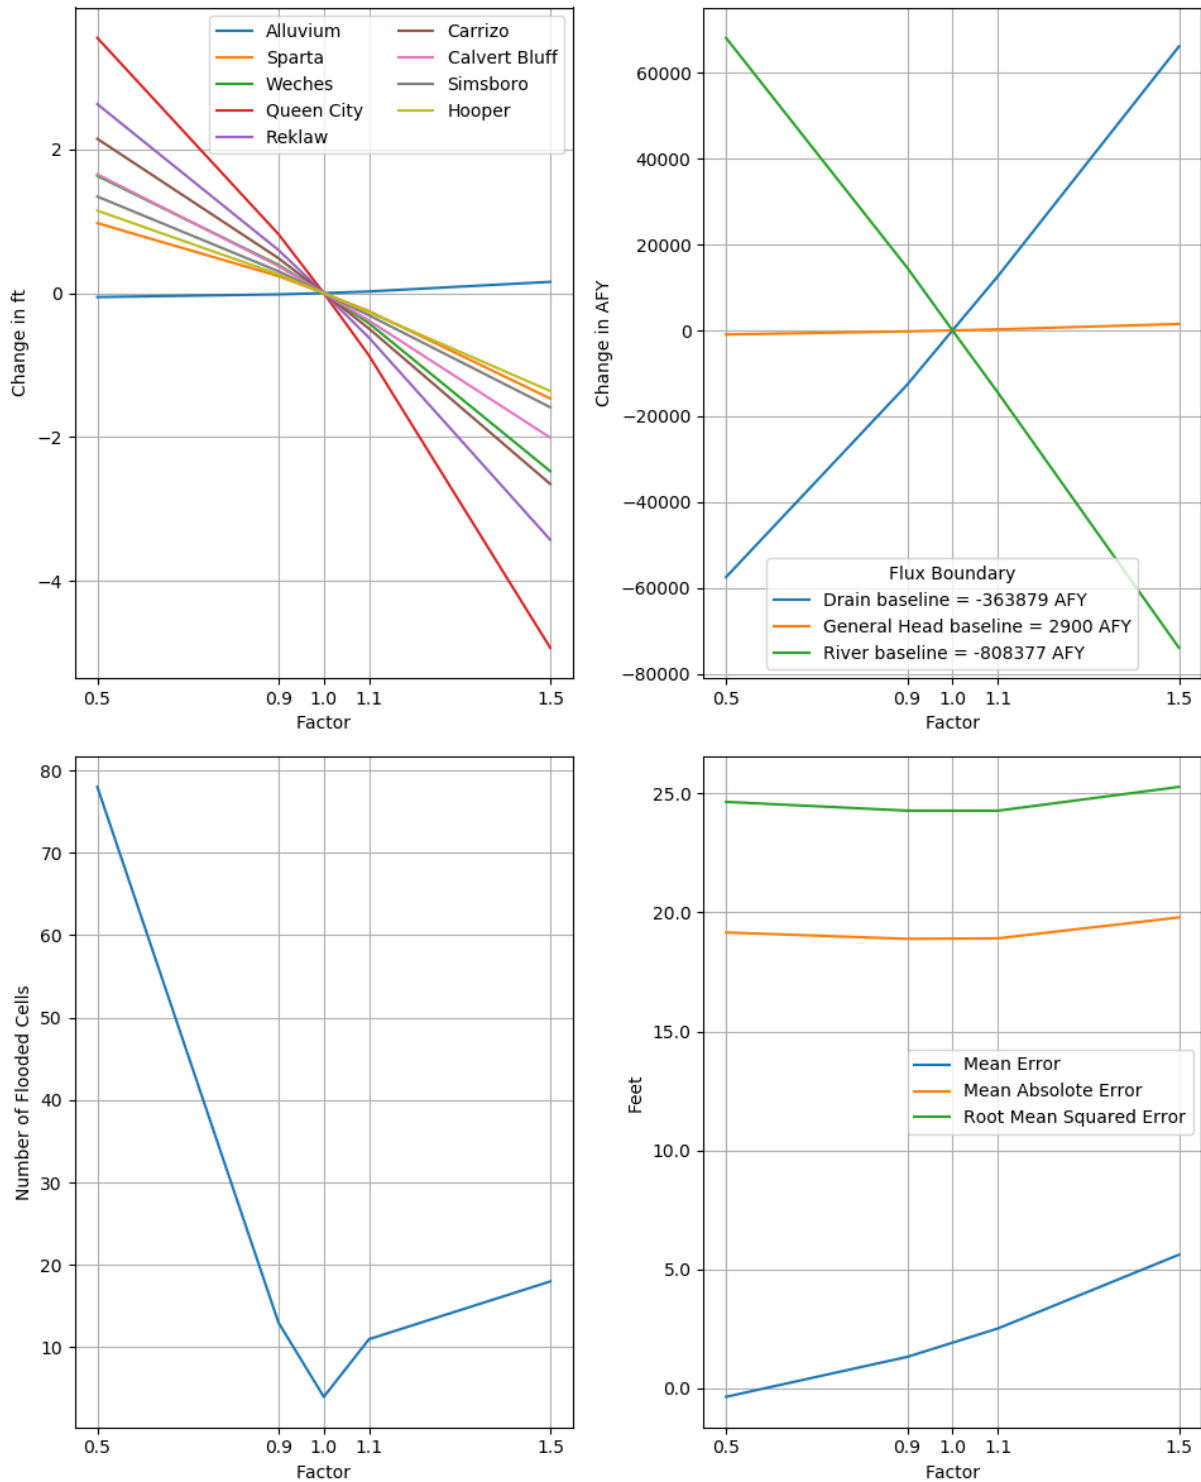 Alluvium
Sparta
Weches
Queen City
Reklaw
Carrizo
Calvert Bluff
Simsboro
Hooper
2
0
−2
−4
Change in ft
0.5 0.9 1.0 1.1 1.5
Factor
60000
40000
20000
0
−20000
−40000
−60000
−80000
Change in AFY
Flux Boundary
Drain baseline = -363879 AFY
General Head baseline = 2900 AFY
River baseline = -808377 AFY
0.5 0.9 1.0 1.1 1.5
Factor
80
70
60
50
40
30
20
10
Number of Flooded Cells
0.5 0.9 1.0 1.1 1.5
Factor
25.0
20.0
15.0
10.0
5.0
0.0
Feet
Mean Error
Mean Absolote Error
Root Mean Squared Error
0.5 0.9 1.0 1.1 1.5
Factor